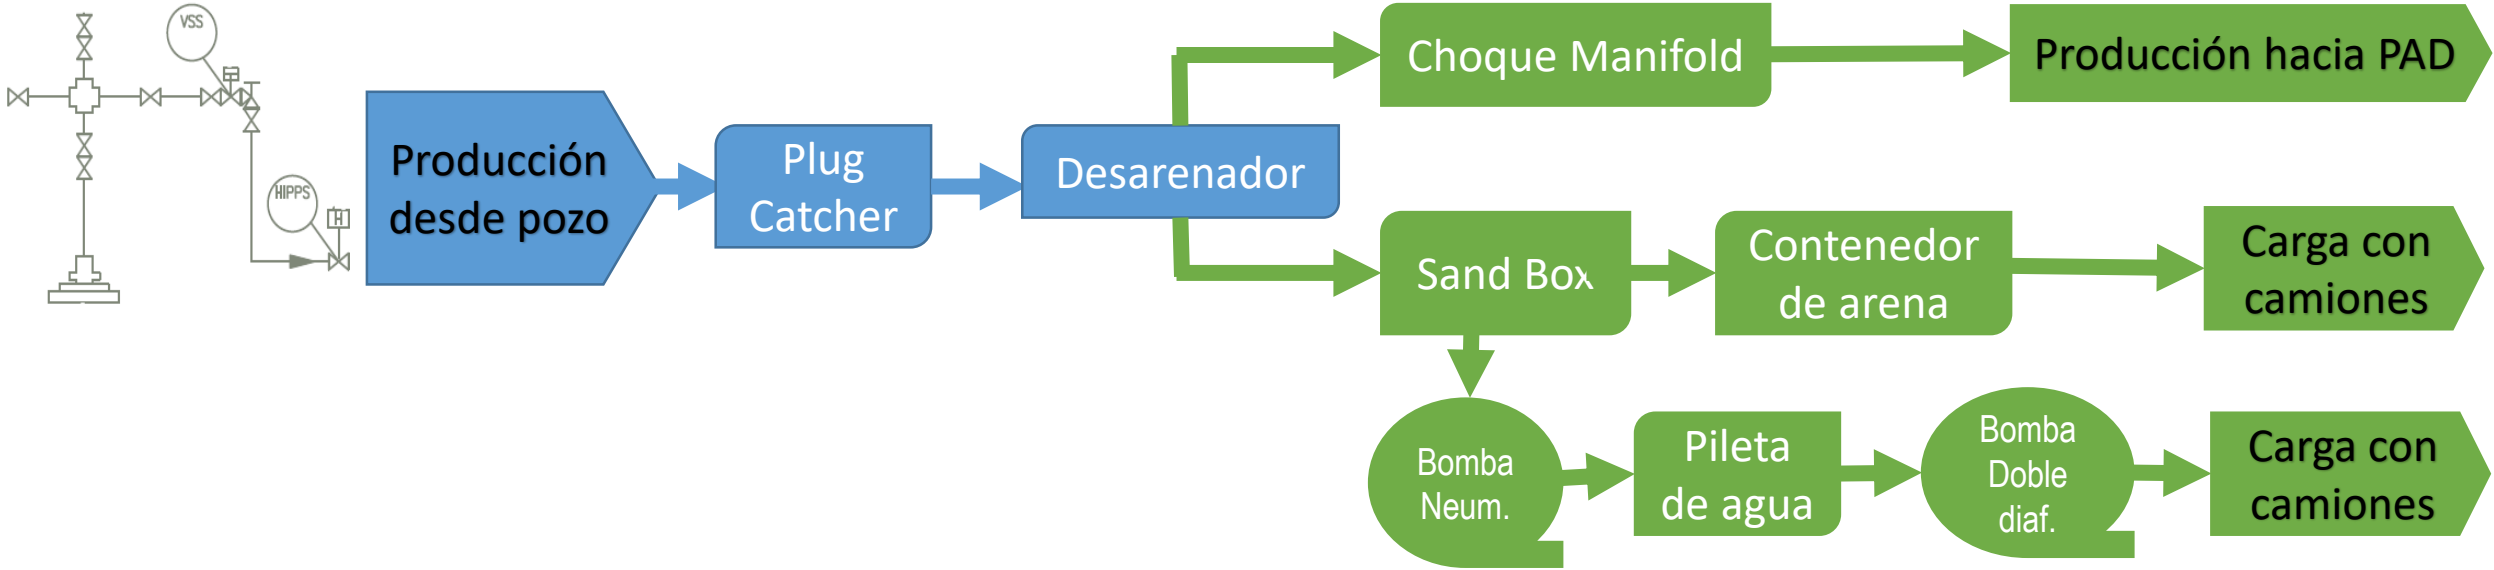 VSS
HIPPS
Producción
desde pozo
Plug
Catcher
Desarenador
Choque Manifold
Producción hacia PAD
Sand Box
Contenedor
de arena
Carga con
camiones
Bomba
Neum.
Pileta
de agua
Bomba
Doble
diaf.
Carga con
camiones